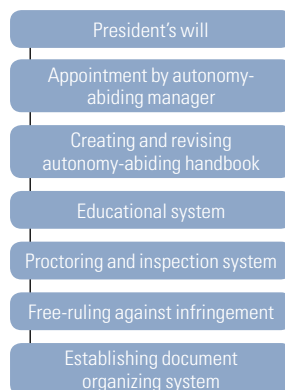 President’s will
Appointment by autonomy-
abiding manager
Creating and revising
autonomy-abiding handbook
Educational system
Proctoring and inspection system
Free-ruling against infringement
Establishing document
organizing system